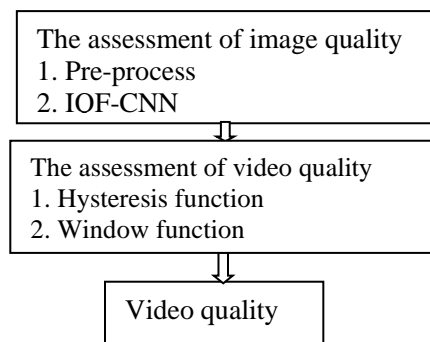 The assessment of image quality
1. Pre-process
2. IOF-CNN
The assessment of video quality
1. Hysteresis function
2. Window function
Video quality